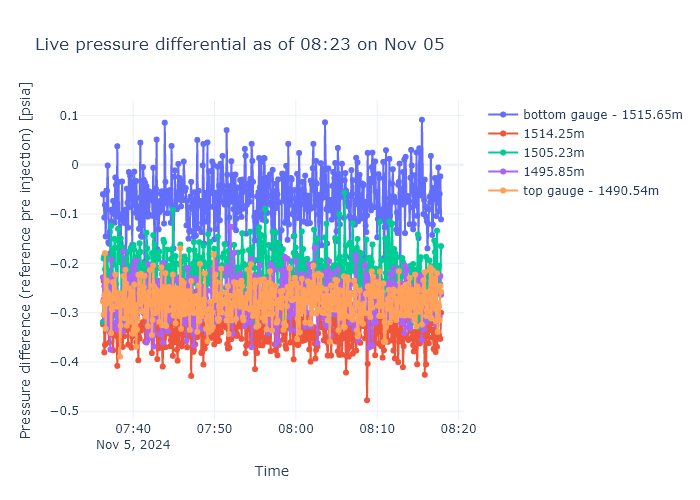 Live pressure differential as of 08:23 on Nov 05
Pressure difference (reference pre injection) [psia]
0.1
0
−0.1
−0.2
−0.3
−0.4
−0.5
07:40
07:50
08:00
08:10
08:20
Nov 5, 2024
Time
bottom gauge - 1515.65m
1514.25m
1505.23m
1495.85m
top gauge - 1490.54m